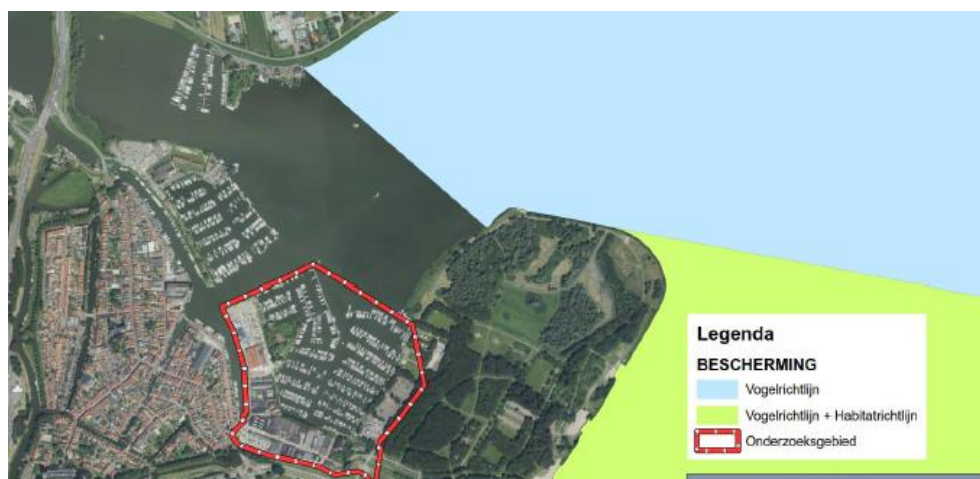 Legenda
BESCHERMING
Vogelrichtlijn
Vogelrichtlijn + Habitatrichtlijn
Onderzoeksgebied